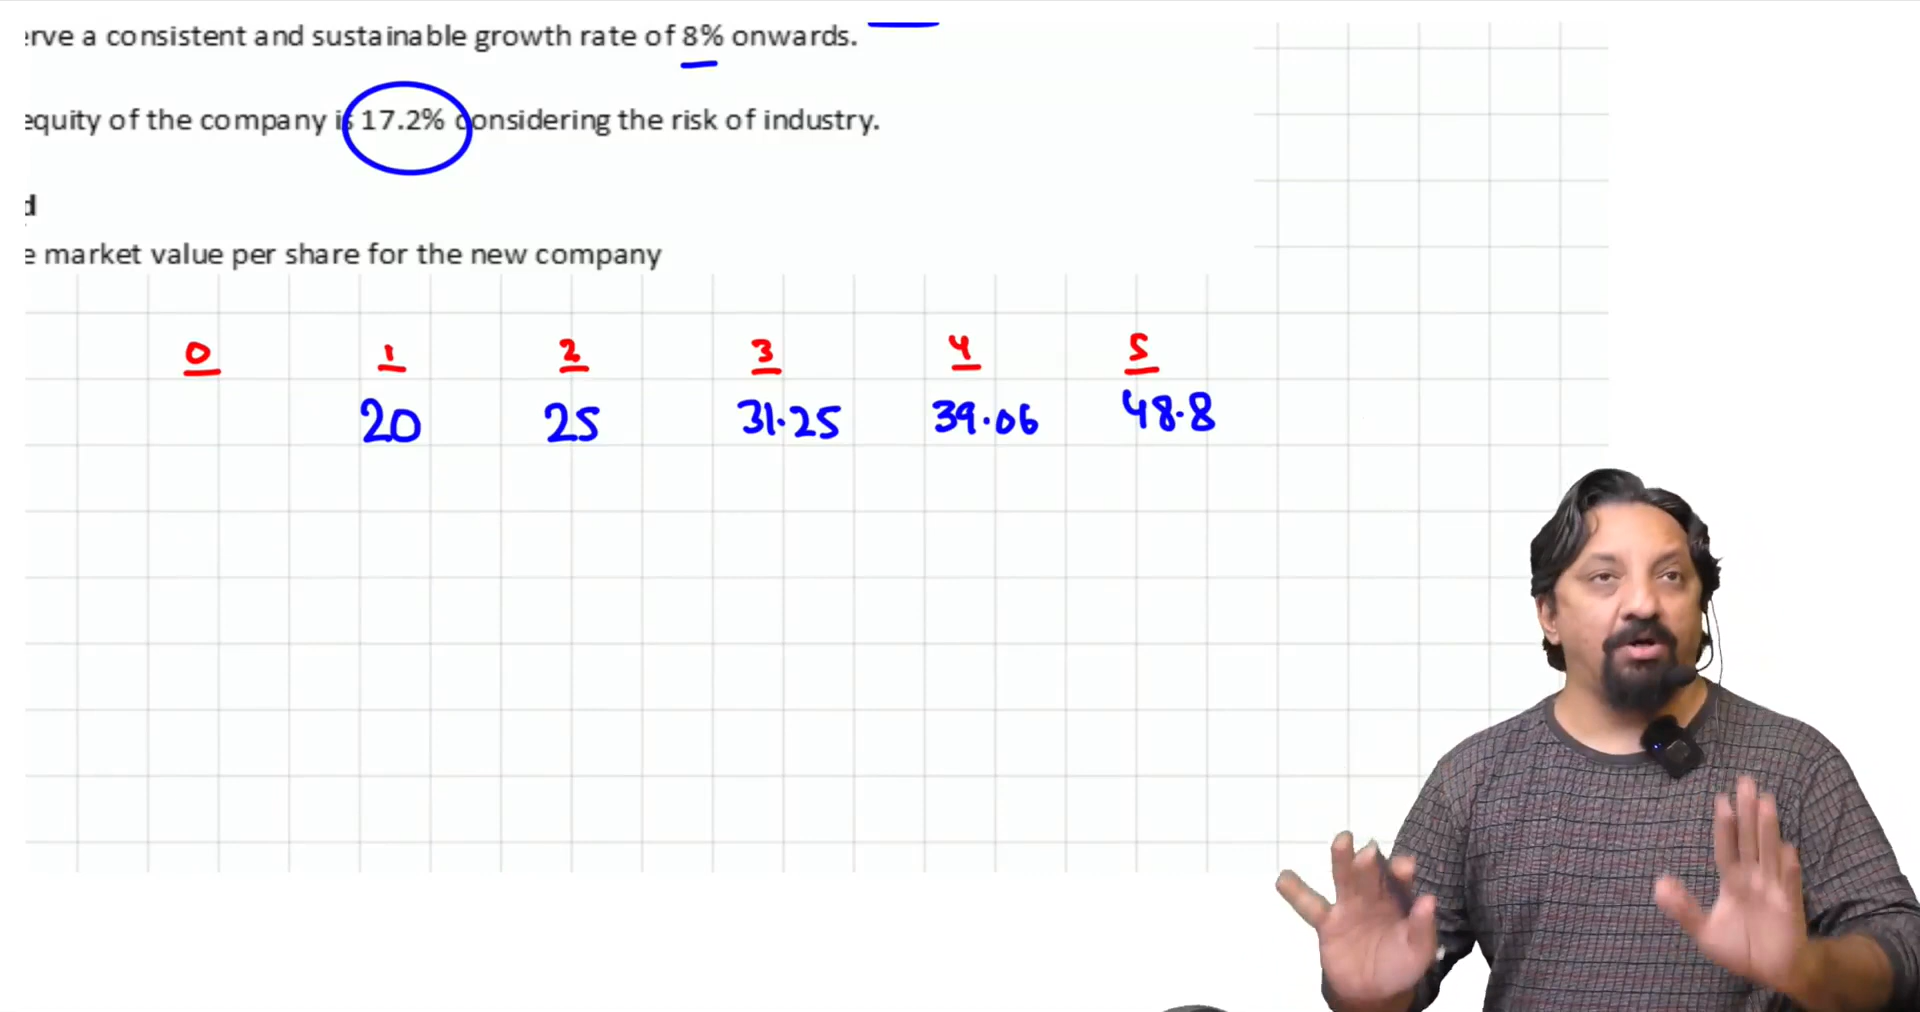 rve a consistent and sustainable growth rate of 8% onwards.
equity of the company is 17.2% considering the risk of industry.
d
e market value per share for the new company
0 1 2 3 4 5
20 25 31.25 39.06 48.8